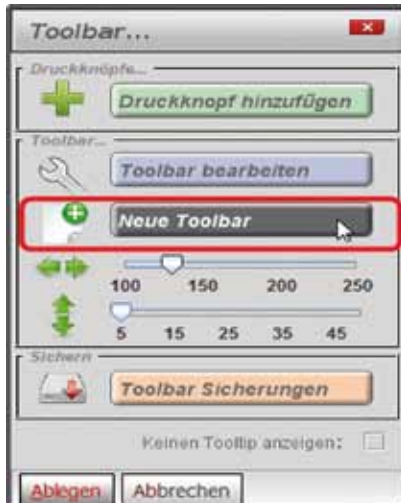 Toolbar...
Druckknöpfe...
Druckknopf hinzufügen
Toolbar...
Toolbar bearbeiten
Neue Toolbar
100 150 200 250
5 15 25 35 45
Sichern
Toolbar Sicherungen
Keinen Tooltip anzeigen:
Ablegen Abbrechen